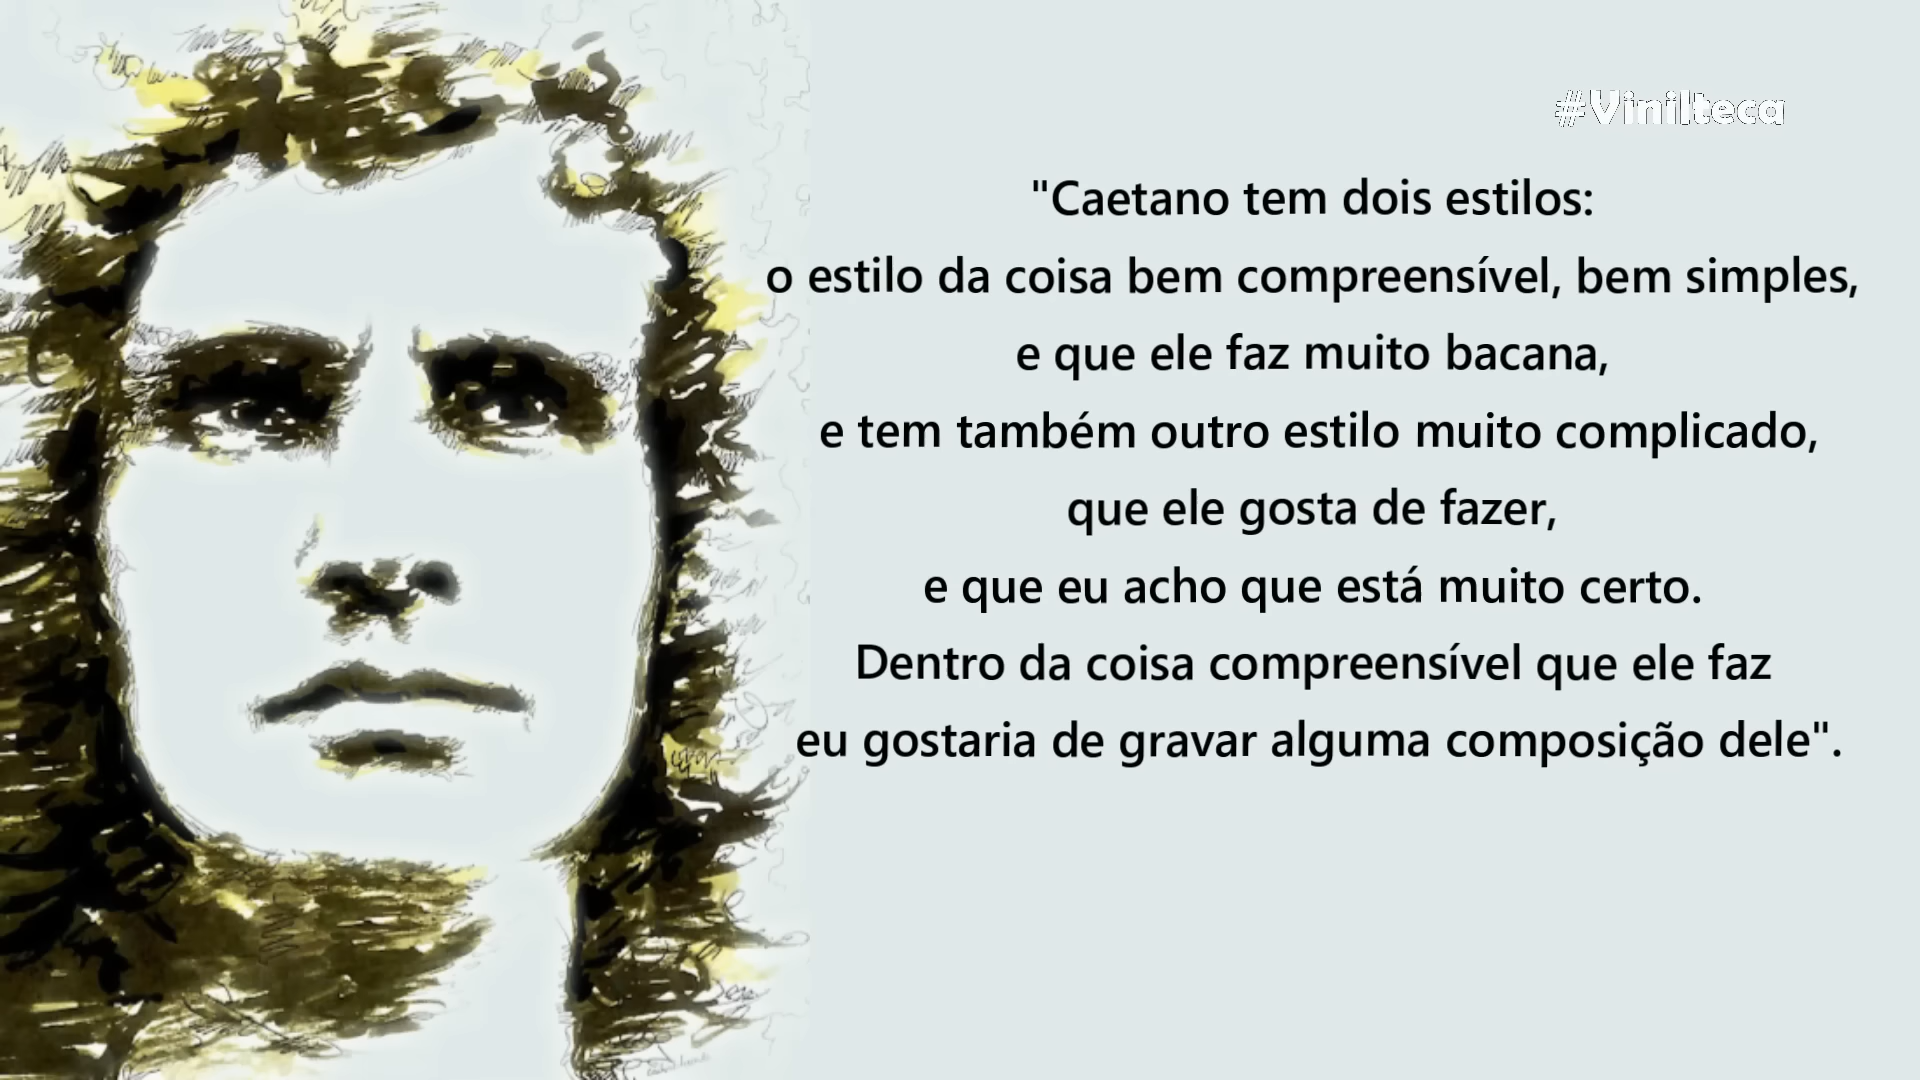 #Vinilteca
"Caetano tem dois estilos:
o estilo da coisa bem compreensível, bem simples,
e que ele faz muito bacana,
e tem também outro estilo muito complicado,
que ele gosta de fazer,
e que eu acho que está muito certo.
Dentro da coisa compreensível que ele faz
eu gostaria de gravar alguma composição dele".